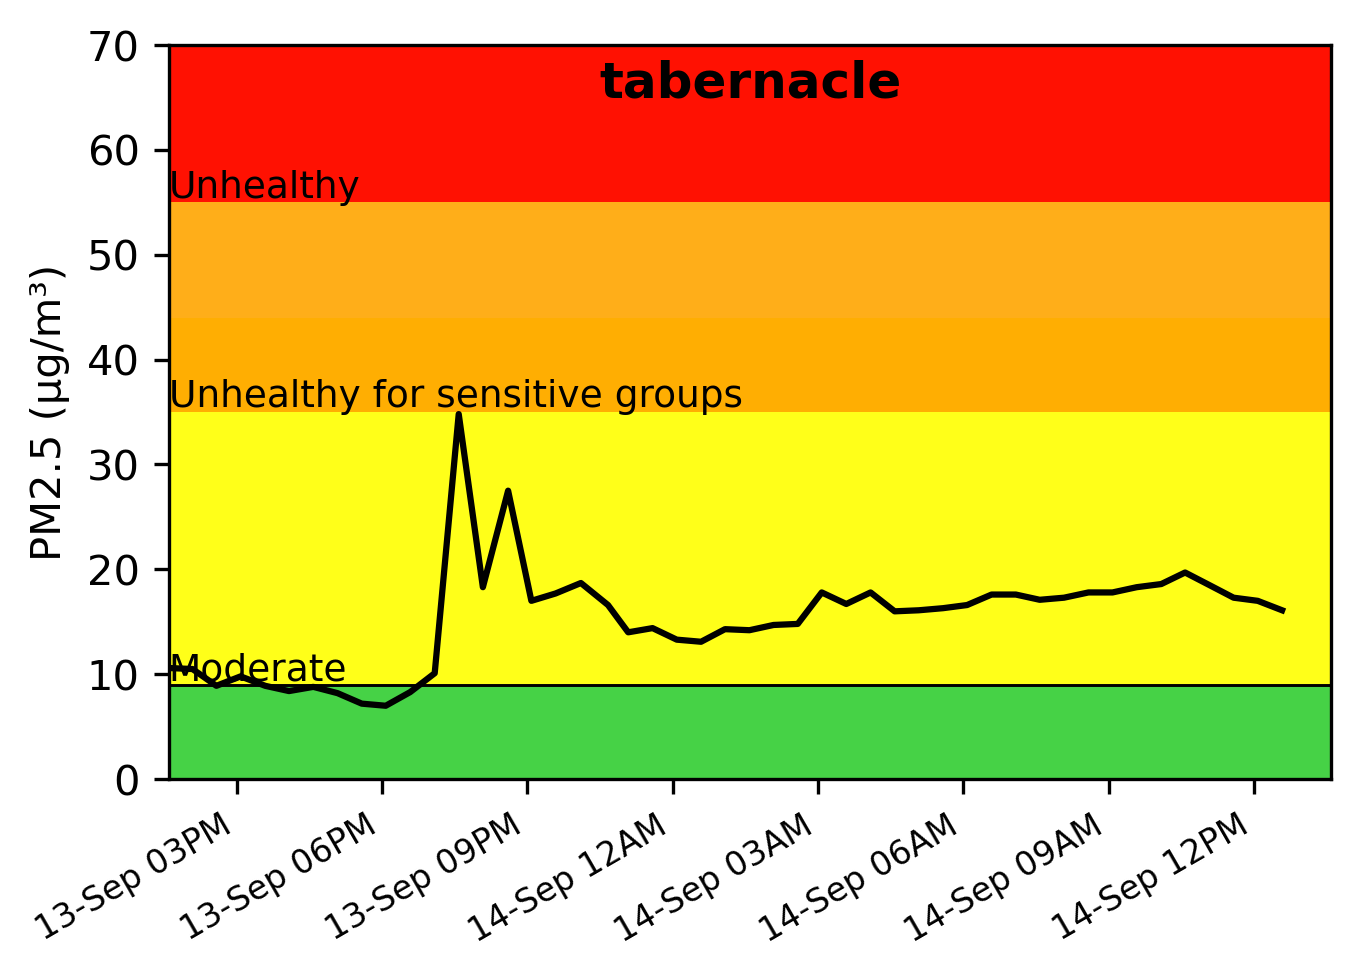 tabernacle
70
60
50
40
30
20
10
0
PM2.5 (µg/m³)
Unhealthy
Unhealthy for sensitive groups
Moderate
13-Sep 03PM
13-Sep 06PM
13-Sep 09PM
14-Sep 12AM
14-Sep 03AM
14-Sep 06AM
14-Sep 09AM
14-Sep 12PM